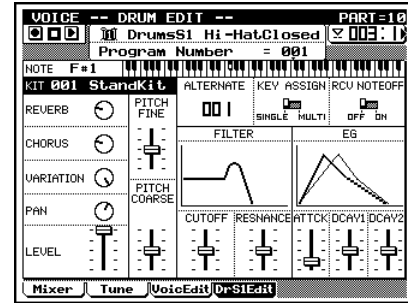 VOICE -- DRUM EDIT -- PART=10
DrumsS1 Hi-HatClosed 003:1
Program Number = 001
NOTE F#1
KIT 001 StandKit
ALTERNATE KEY ASSIGN RCV NOTEOFF
001 SINGLE MULTI OFF ON
REVERB
PITCH FINE
CHORUS
FILTER EG
VARIATION
PITCH COARSE
PAN
CUTOFF RESNANCE ATTCK DCAY1 DCAY2
LEVEL
Mixer Tune VoicEdit DrS1Edit